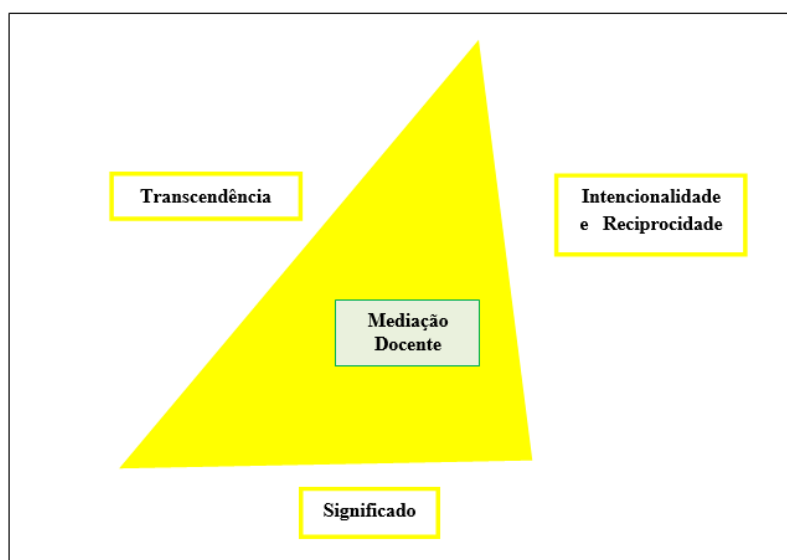 Transcendência
Intencionalidade
e Reciprocidade
Mediação
Docente
Significado